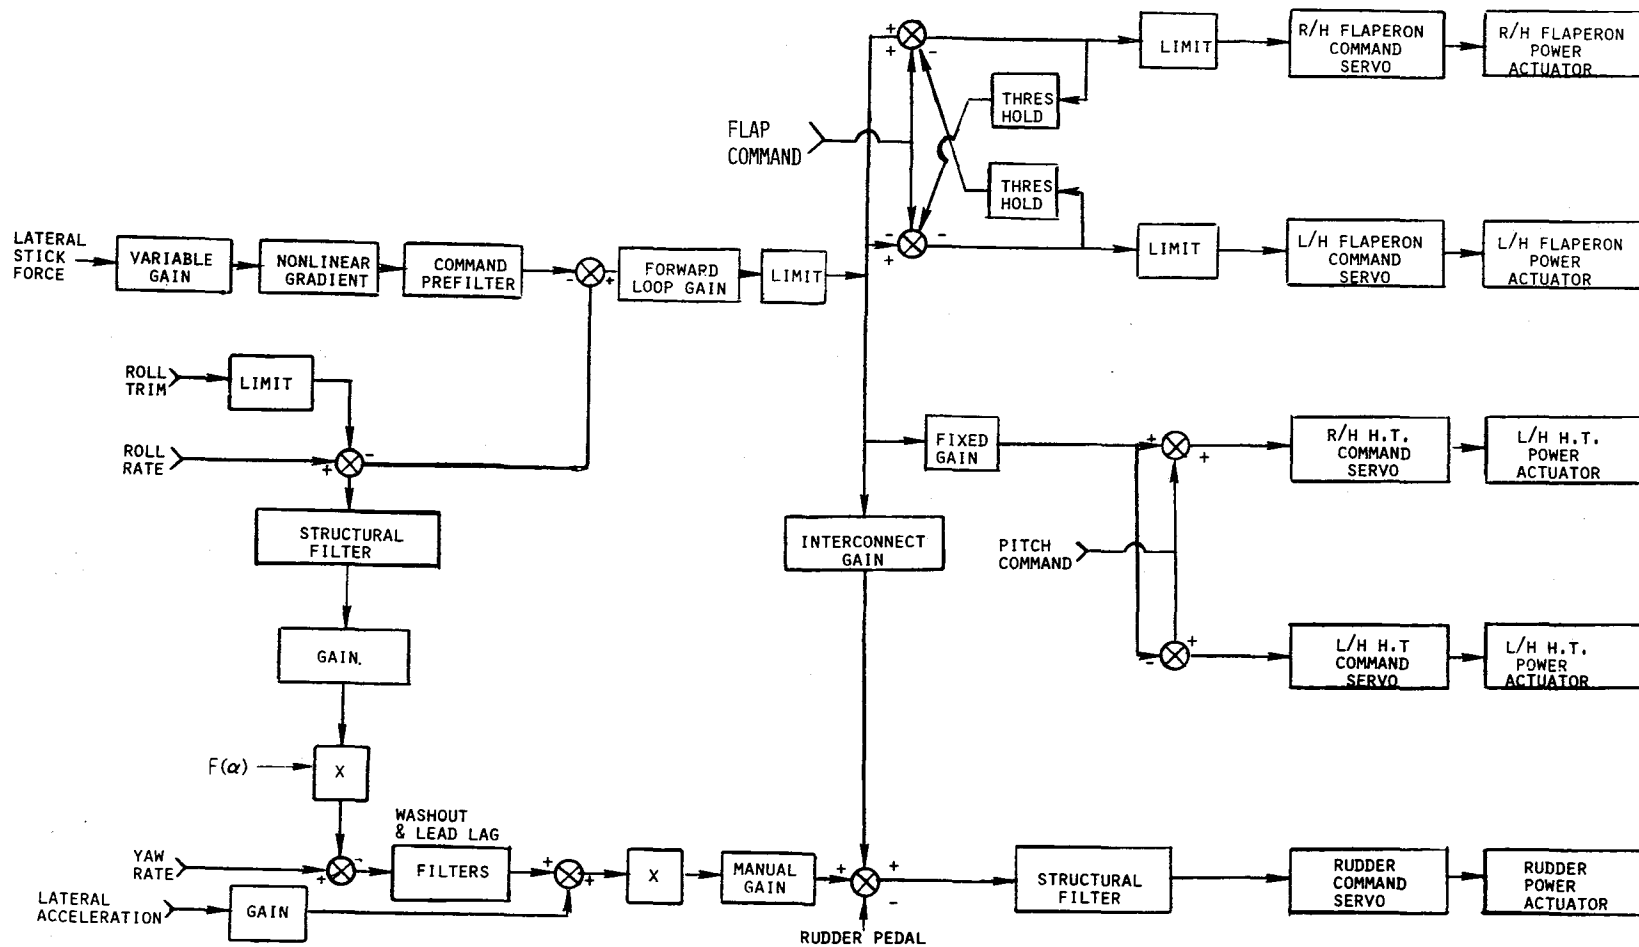 R/H FLAPERON
COMMAND
SERVO
R/H FLAPERON
POWER
ACTUATOR
LIMIT
THRES
HOLD
FLAP
COMMAND
THRES
HOLD
LATERAL
STICK
FORCE
VARIABLE
GAIN
NONLINEAR
GRADIENT
COMMAND
PREFILTER
FORWARD
LOOP GAIN
LIMIT
LIMIT
L/H FLAPERON
COMMAND
SERVO
L/H FLAPERON
POWER
ACTUATOR
ROLL
TRIM
LIMIT
ROLL
RATE
FIXED
GAIN
R/H H.T.
COMMAND
SERVO
L/H H.T.
POWER
ACTUATOR
STRUCTURAL
FILTER
INTERCONNECT
GAIN
PITCH
COMMAND
GAIN.
L/H H.T
COMMAND
SERVO
L/H H.T.
POWER
ACTUATOR
F(α)
X
WASHOUT
& LEAD LAG
FILTERS
YAW
RATE
X
MANUAL
GAIN
STRUCTURAL
FILTER
RUDDER
COMMAND
SERVO
RUDDER
POWER
ACTUATOR
LATERAL
ACCELERATION
GAIN
RUDDER PEDAL